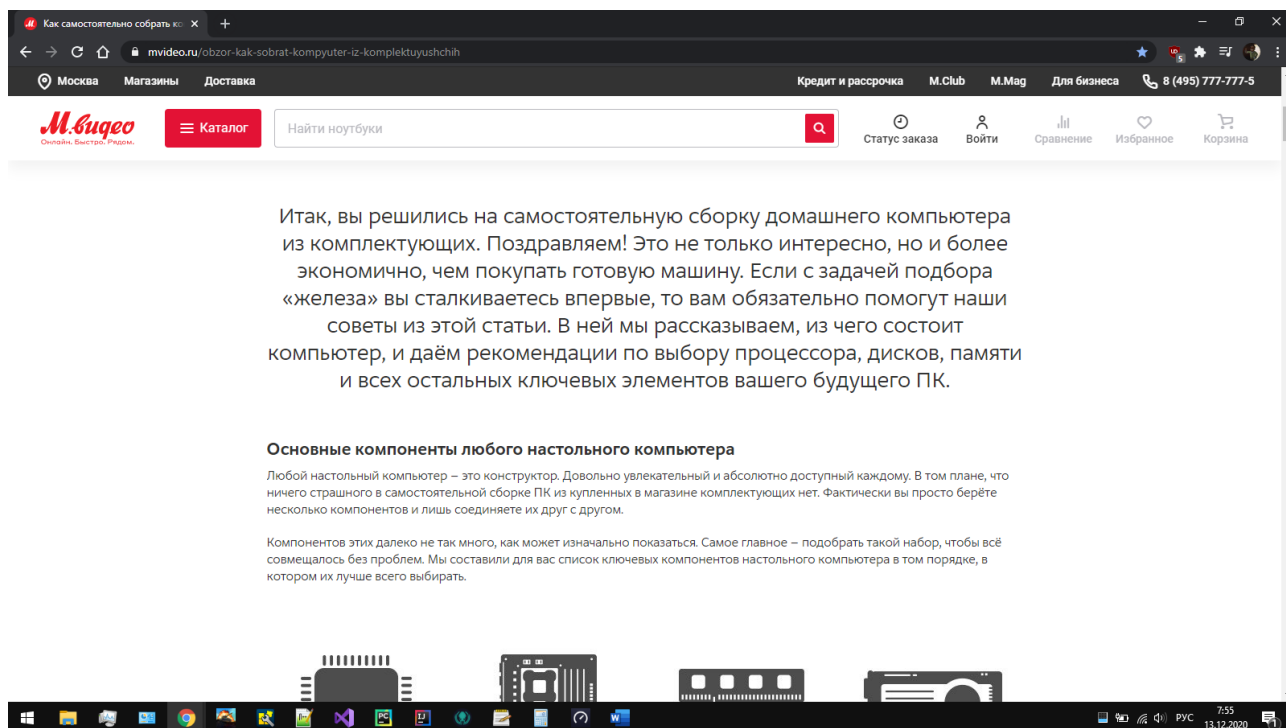 Как самостоятельно собрать ко
mvideo.ru/obzor-kak-sobrat-kompyuter-iz-komplektuyushchih
Москва Магазины Доставка Кредит и рассрочка M.Club M.Mag Для бизнеса 8 (495) 777-777-5
М.видео
Онлайн. Быстро. Рядом.
Каталог
Найти ноутбуки
Статус заказа Войти Сравнение Избранное Корзина
Итак, вы решились на самостоятельную сборку домашнего компьютера
из комплектующих. Поздравляем! Это не только интересно, но и более
экономично, чем покупать готовую машину. Если с задачей подбора
«железа» вы сталкиваетесь впервые, то вам обязательно помогут наши
советы из этой статьи. В ней мы рассказываем, из чего состоит
компьютер, и даём рекомендации по выбору процессора, дисков, памяти
и всех остальных ключевых элементов вашего будущего ПК.
Основные компоненты любого настольного компьютера
Любой настольный компьютер – это конструктор. Довольно увлекательный и абсолютно доступный каждому. В том плане, что
ничего страшного в самостоятельной сборке ПК из купленных в магазине комплектующих нет. Фактически вы просто берёте
несколько компонентов и лишь соединяете их друг с другом.
Компонентов этих далеко не так много, как может изначально показаться. Самое главное – подобрать такой набор, чтобы всё
совмещалось без проблем. Мы составили для вас список ключевых компонентов настольного компьютера в том порядке, в
котором их лучше всего выбирать.
РУС
7:55
13.12.2020